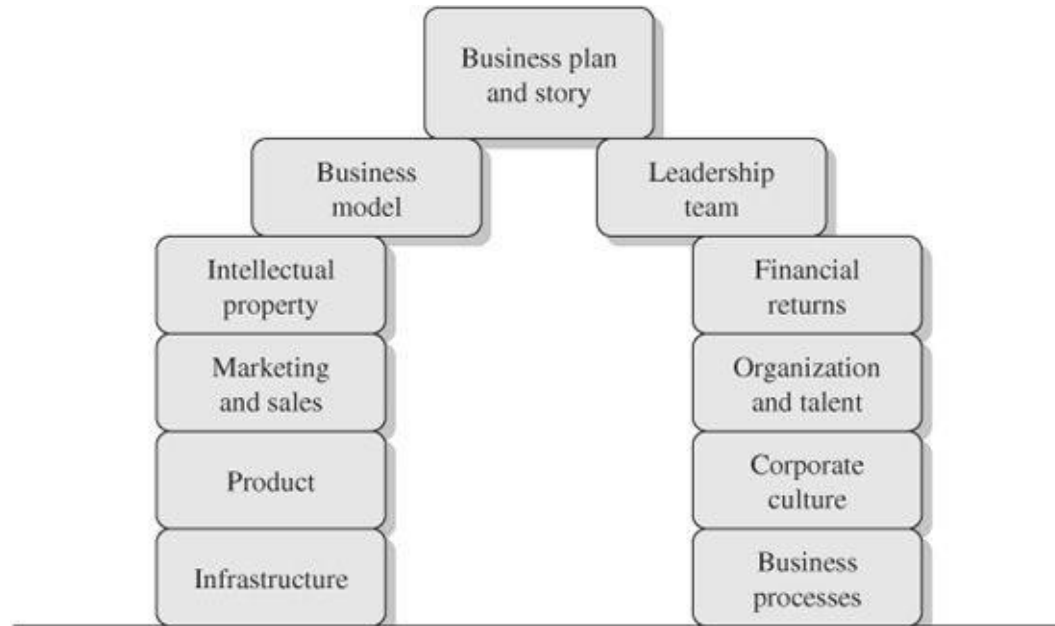 Business plan
and story
Business
model
Leadership
team
Intellectual
property
Financial
returns
Marketing
and sales
Organization
and talent
Product
Corporate
culture
Infrastructure
Business
processes